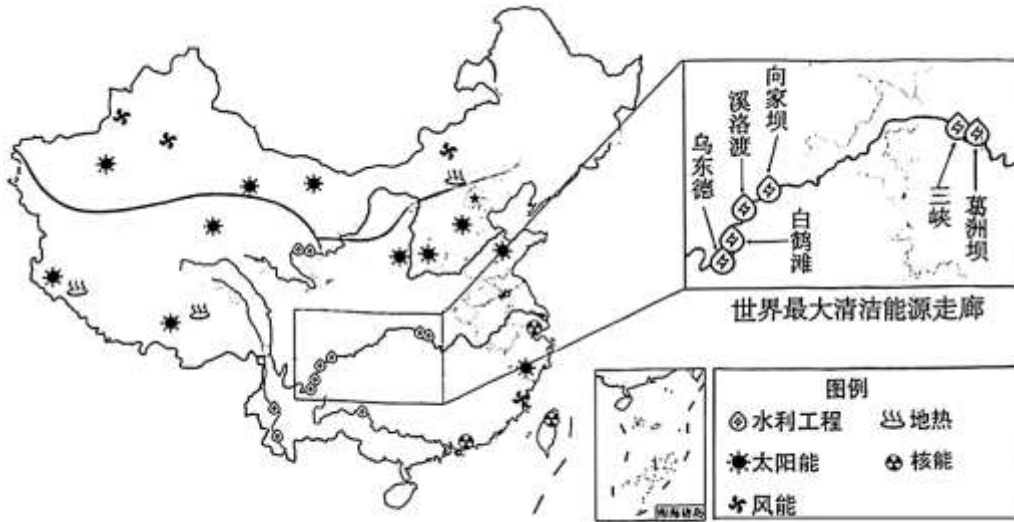 乌东德
溪洛渡
向家坝
白鹤滩
三峡
葛洲坝
世界最大清洁能源走廊
南海诸岛
图例
水利工程
地热
太阳能
核能
风能